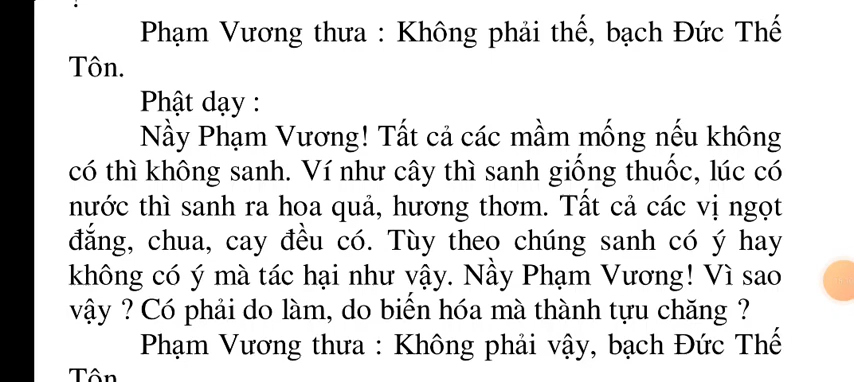 Phạm Vương thưa : Không phải thế, bạch Đức Thế
Tôn.
Phật dạy :
Nầy Phạm Vương! Tất cả các mầm mống nếu không
có thì không sanh. Ví như cây thì sanh giống thuốc, lúc có
nước thì sanh ra hoa quả, hương thơm. Tất cả các vị ngọt
đắng, chua, cay đều có. Tùy theo chúng sanh có ý hay
không có ý mà tác hại như vậy. Nầy Phạm Vương! Vì sao
vậy ? Có phải do làm, do biến hóa mà thành tựu chăng ?
Phạm Vương thưa : Không phải vậy, bạch Đức Thế
Tôn